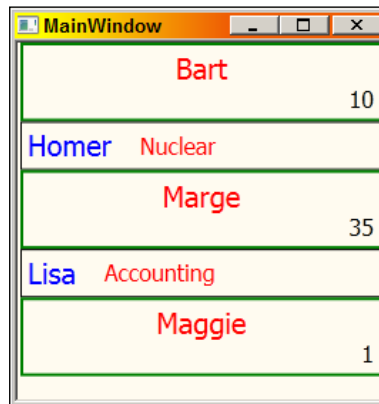 MainWindow
Bart
10
Homer Nuclear
Marge
35
Lisa Accounting
Maggie
1